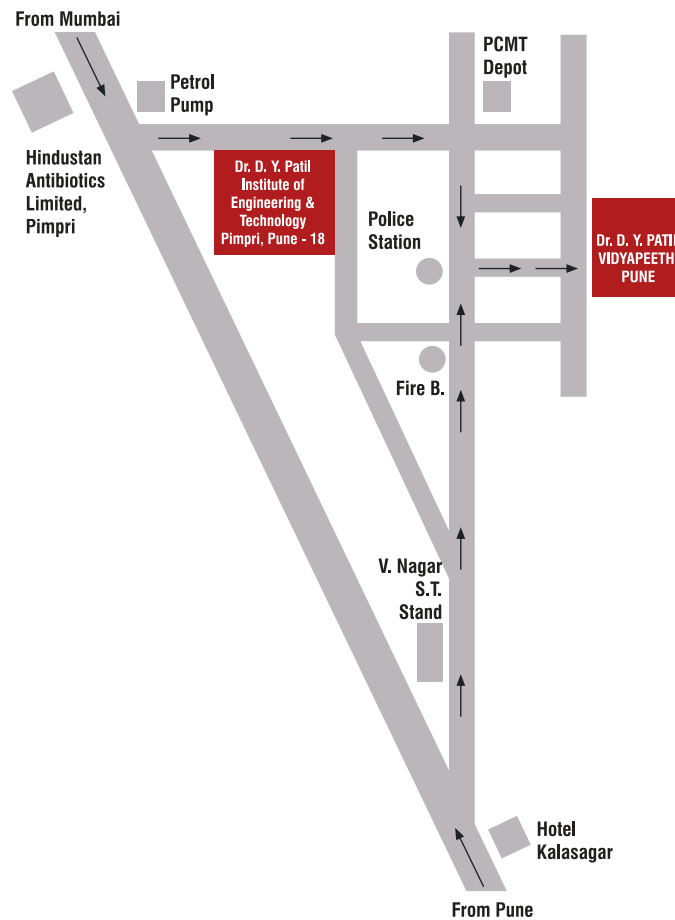 From Mumbai
PCMT
Depot
Petrol
Pump
Hindustan
Antibiotics
Limited,
Pimpri
Dr. D. Y. Patil
Institute of
Engineering &
Technology
Pimpri, Pune - 18
Police
Station
Dr. D. Y. PATIL
VIDYAPEETH
PUNE
Fire B.
V. Nagar
S.T.
Stand
Hotel
Kalasagar
From Pune